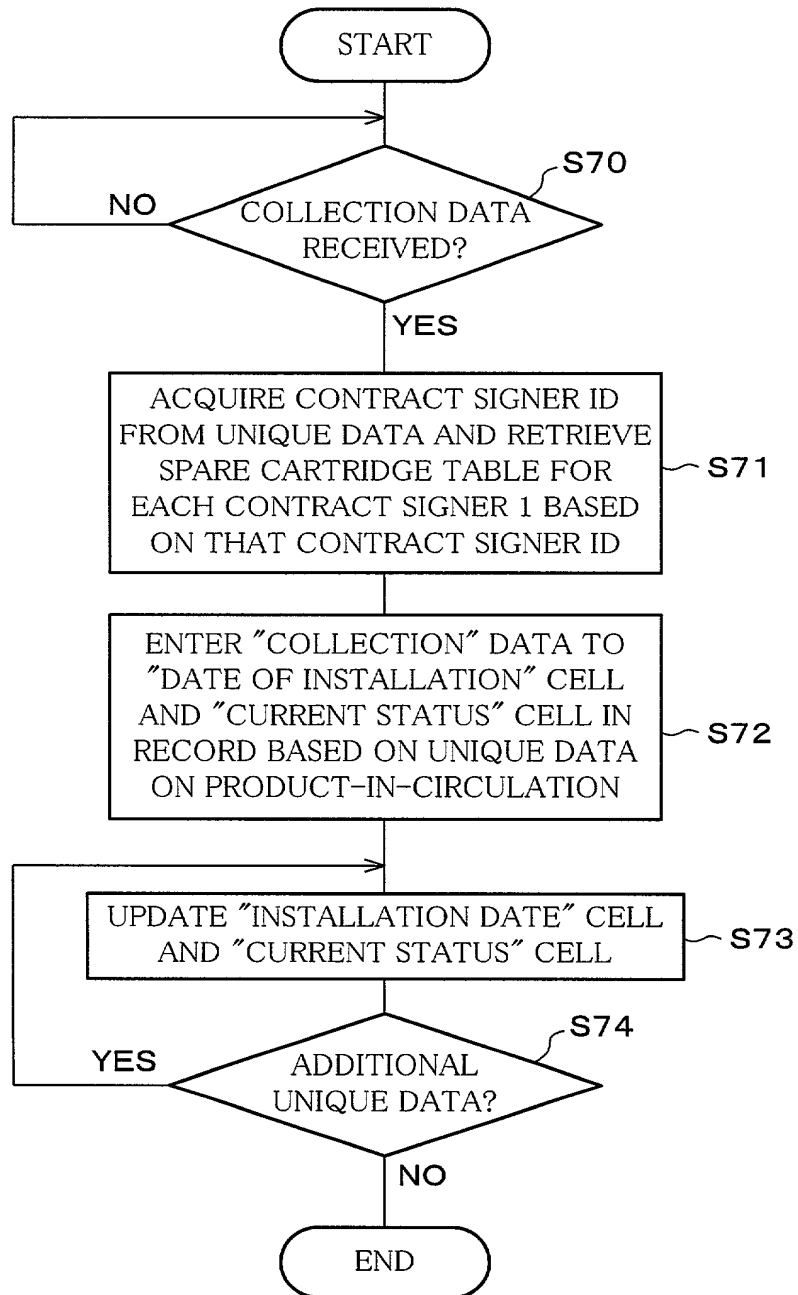 START
S70
NO
COLLECTION DATA
RECEIVED?
YES
ACQUIRE CONTRACT SIGNER ID
FROM UNIQUE DATA AND RETRIEVE
SPARE CARTRIDGE TABLE FOR
EACH CONTRACT SIGNER 1 BASED
ON THAT CONTRACT SIGNER ID
S71
ENTER "COLLECTION" DATA TO
"DATE OF INSTALLATION" CELL
AND "CURRENT STATUS" CELL IN
RECORD BASED ON UNIQUE DATA
ON PRODUCT-IN-CIRCULATION
S72
UPDATE "INSTALLATION DATE" CELL
AND "CURRENT STATUS" CELL
S73
S74
YES
ADDITIONAL
UNIQUE DATA?
NO
END